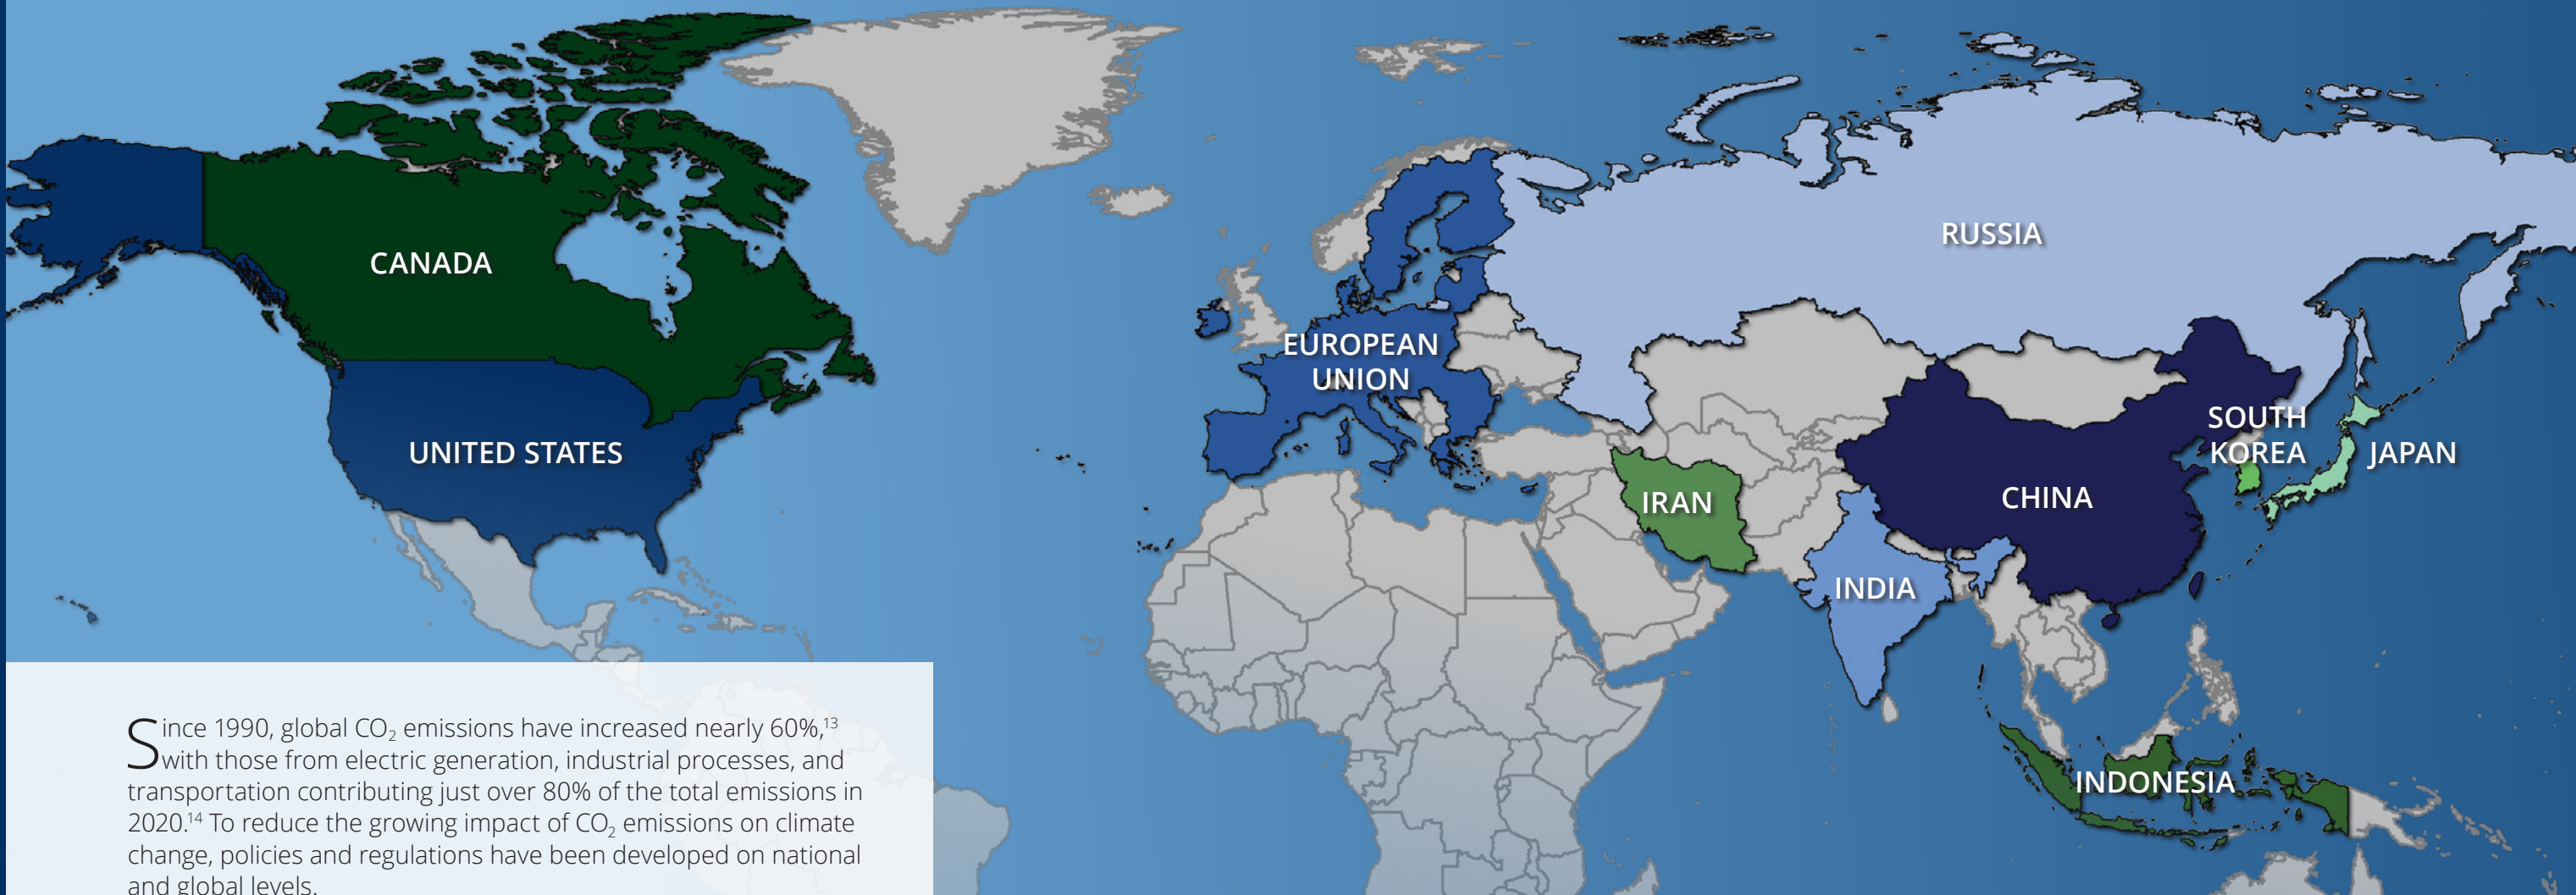 CANADA
RUSSIA
EUROPEAN
UNION
UNITED STATES
SOUTH
KOREA
JAPAN
IRAN
CHINA
INDIA
INDONESIA
Since 1990, global CO₂ emissions have increased nearly 60%,¹³
with those from electric generation, industrial processes, and
transportation contributing just over 80% of the total emissions in
2020.¹⁴ To reduce the growing impact of CO₂ emissions on climate
change, policies and regulations have been developed on national
and global levels.